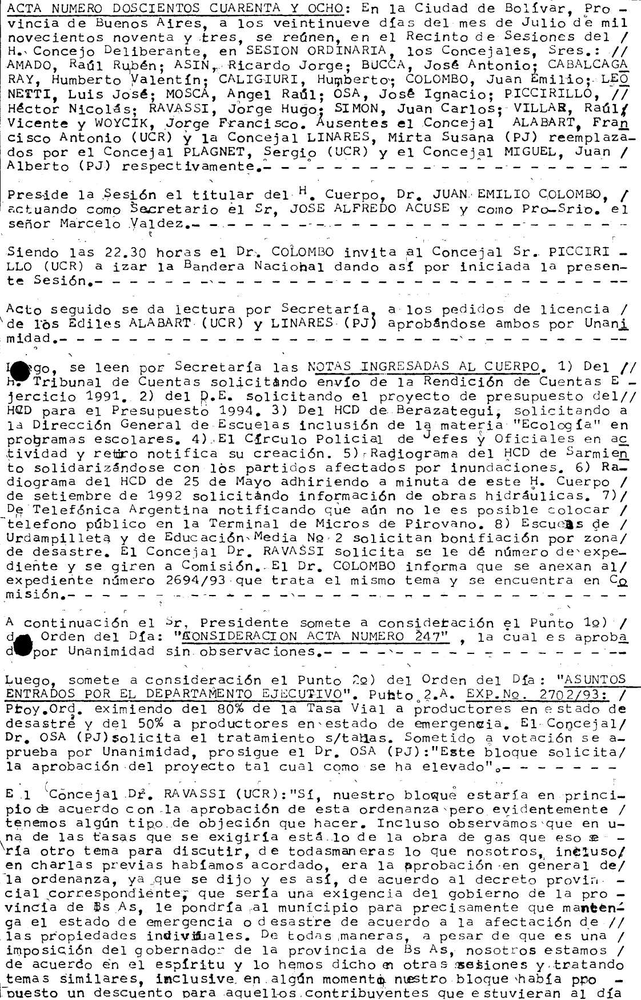 ACTA NUMERO DOSCIENTOS CUARENTA Y OCHO: En la Ciudad de Bolívar, Pro -
vincia de Buenos Aires, a los veintinueve días del mes de Julio de mil
novecientos noventa y tres, se reúnen, en el Recinto de Sesiones del /
H. Concejo Deliberante, en SESION ORDINARIA, los Concejales, Sres.: //
AMADO, Raúl Rubén; ASIN, Ricardo Jorge; BUCCA, José Antonio; CABALCAGA
RAY, Humberto Valentín; CALIGIURI, Humberto; COLOMBO, Juan Emilio; LEO
NETTI, Luis José; MOSCA, Angel Raúl; OSA, José Ignacio; PICCIRILLO, //
Héctor Nicolás; RAVASSI, Jorge Hugo; SIMON, Juan Carlos; VILLAR, Raúl/
Vicente y WOYCIK, Jorge Francisco. Ausentes el Concejal ALABART, Fran
cisco Antonio (UCR) y la Concejal LINARES, Mirta Susana (PJ) reemplaza-
dos por el Concejal PLAGNET, Sergio (UCR) y el Concejal MIGUEL, Juan /
Alberto (PJ) respectivamente.- - - - - - - - - - - - - - - - - - - - -
Preside la Sesión el titular del H. Cuerpo, Dr. JUAN EMILIO COLOMBO, /
actuando como Secretario el Sr, JOSE ALFREDO ACUSE y como Pro-Srio. el
señor Marcelo Valdez.- - - - - - - - - - - - - - - - - - - - - - - - -
Siendo las 22.30 horas el Dr. COLOMBO invita al Concejal Sr. PICCIRI -
LLO (UCR) a izar la Bandera Nacional dando así por iniciada la presen-
te Sesión.- - - - - - - - - - - - - - - - - - - - - - - - - - - - - --
Acto seguido se da lectura por Secretaría, a los pedidos de licencia /
de los Ediles ALABART (UCR) y LINARES (PJ) aprobándose ambos por Unani
midad.- - - - - - - - - - - - - - - - - - - - - - - - - - - - - - - --
go, se leen por Secretaría las NOTAS INGRESADAS AL CUERPO. 1) Del //
H. Tribunal de Cuentas solicitando envío de la Rendición de Cuentas E -
jercicio 1991. 2) del D.E. solicitando el proyecto de presupuesto del//
HCD para el Presupuesto 1994. 3) Del HCD de Berazategui, solicitando a
la Dirección General de Escuelas inclusión de la materia "Ecología" en
programas escolares. 4) El Círculo Policial de Jefes y Oficiales en ac
tividad y retiro notifica su creación. 5) Radiograma del HCD de Sarmien
to solidarizándose con los partidos afectados por inundaciones. 6) Ra-
diograma del HCD de 25 de Mayo adhiriendo a minuta de este H. Cuerpo /
de setiembre de 1992 solicitando información de obras hidráulicas. 7)/
De Telefónica Argentina notificando que aún no le es posible colocar /
telefono público en la Terminal de Micros de Pirovano. 8) Escuelas de /
Urdampilleta y de Educación Media Nº 2 solicitan bonifiación por zona/
de desastre. El Concejal Dr. RAVASSI solicita se le dé número de expe-
diente y se giren a Comisión. El Dr. COLOMBO informa que se anexan al/
expediente número 2694/93 que trata el mismo tema y se encuentra en Co
misión.- - - - - - - - - - - - - - - - - - - - - - - - - - - - - - - -
A continuación el Sr, Presidente somete a consideración el Punto 1º) /
Orden del Día: "CONSIDERACION ACTA NUMERO 247" , la cual es aproba
por Unanimidad sin observaciones.- - - - - - - - - - - - - - - - --
Luego, somete a consideración el Punto 2º) del Orden del Día: "ASUNTOS
ENTRADOS POR EL DEPARTAMENTO EJECUTIVO". Punto 2.A. EXP.Nº. 2702/93: /
Proy.Ord. eximiendo del 80% de la Tasa Vial a productores en estado de
desastre y del 50% a productores en estado de emergencia. El Concejal/
Dr. OSA (PJ)solicita el tratamiento s/tablas. Sometido a votación se a-
prueba por Unanimidad, prosigue el Dr. OSA (PJ):"Este bloque solicita/
la aprobación del proyecto tal cual como se ha elevado".- - - - - - -
E l Concejal Dr. RAVASSI (UCR):"Sí, nuestro bloque estaría en princi-
pio de acuerdo con la aprobación de esta ordenanza pero evidentemente /
tenemos algún tipo de objeción que hacer. Incluso observamos que en u-
na de las tasas que se exigiría está lo de la obra de gas que eso se -
ría otro tema para discutir, de todasmaneras lo que nosotros, incluso/
en charlas previas habíamos acordado, era la aprobación en general de/
la ordenanza, ya que se dijo y es así, de acuerdo al decreto provin -
cial correspondiente, que sería una exigencia del gobierno de la pro -
vincia de Bs As, le pondría al municipio para precisamente que manten-
ga el estado de emergencia o desastre de acuerdo a la afectación de //
las propiedades individuales. De todas maneras, a pesar de que es una /
imposición del gobernador de la provincia de Bs As, nosotros estamos /
de acuerdo en el espíritu y lo hemos dicho en otras sesiones y tratando
temas similares, inclusive en algún momento nuestro bloque había pro -
puesto un descuento para aquellos contribuyentes que estuvieran al día